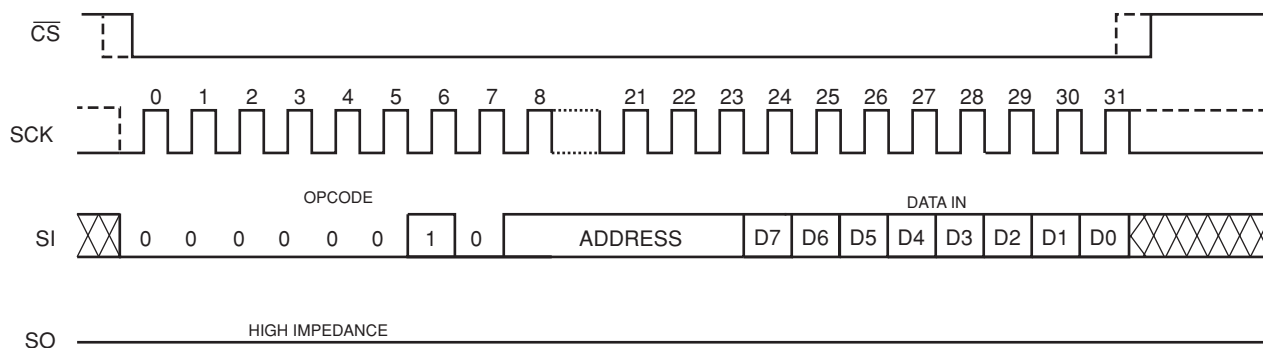 CS
0 1 2 3 4 5 6 7 8 21 22 23 24 25 26 27 28 29 30 31
SCK
OPCODE
DATA IN
SI
0 0 0 0 0 0 1 0 ADDRESS D7 D6 D5 D4 D3 D2 D1 D0
HIGH IMPEDANCE
SO